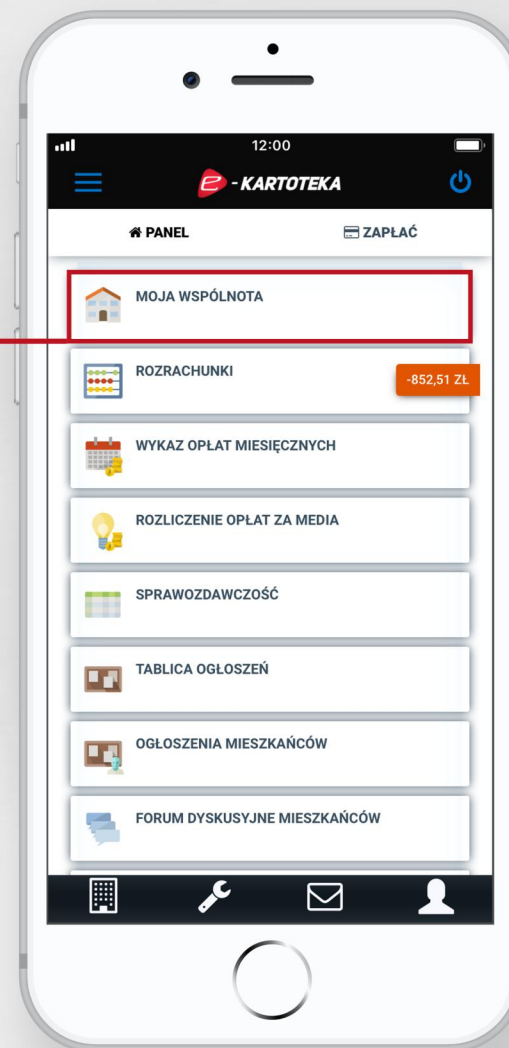 12:00
e - KARTOTEKA
PANEL
ZAPŁAĆ
MOJA WSPÓLNOTA
ROZRACHUNKI
-852,51 ZŁ
WYKAZ OPŁAT MIESIĘCZNYCH
ROZLICZENIE OPŁAT ZA MEDIA
SPRAWOZDAWCZOŚĆ
TABLICA OGŁOSZEŃ
OGŁOSZENIA MIESZKAŃCÓW
FORUM DYSKUSYJNE MIESZKAŃCÓW